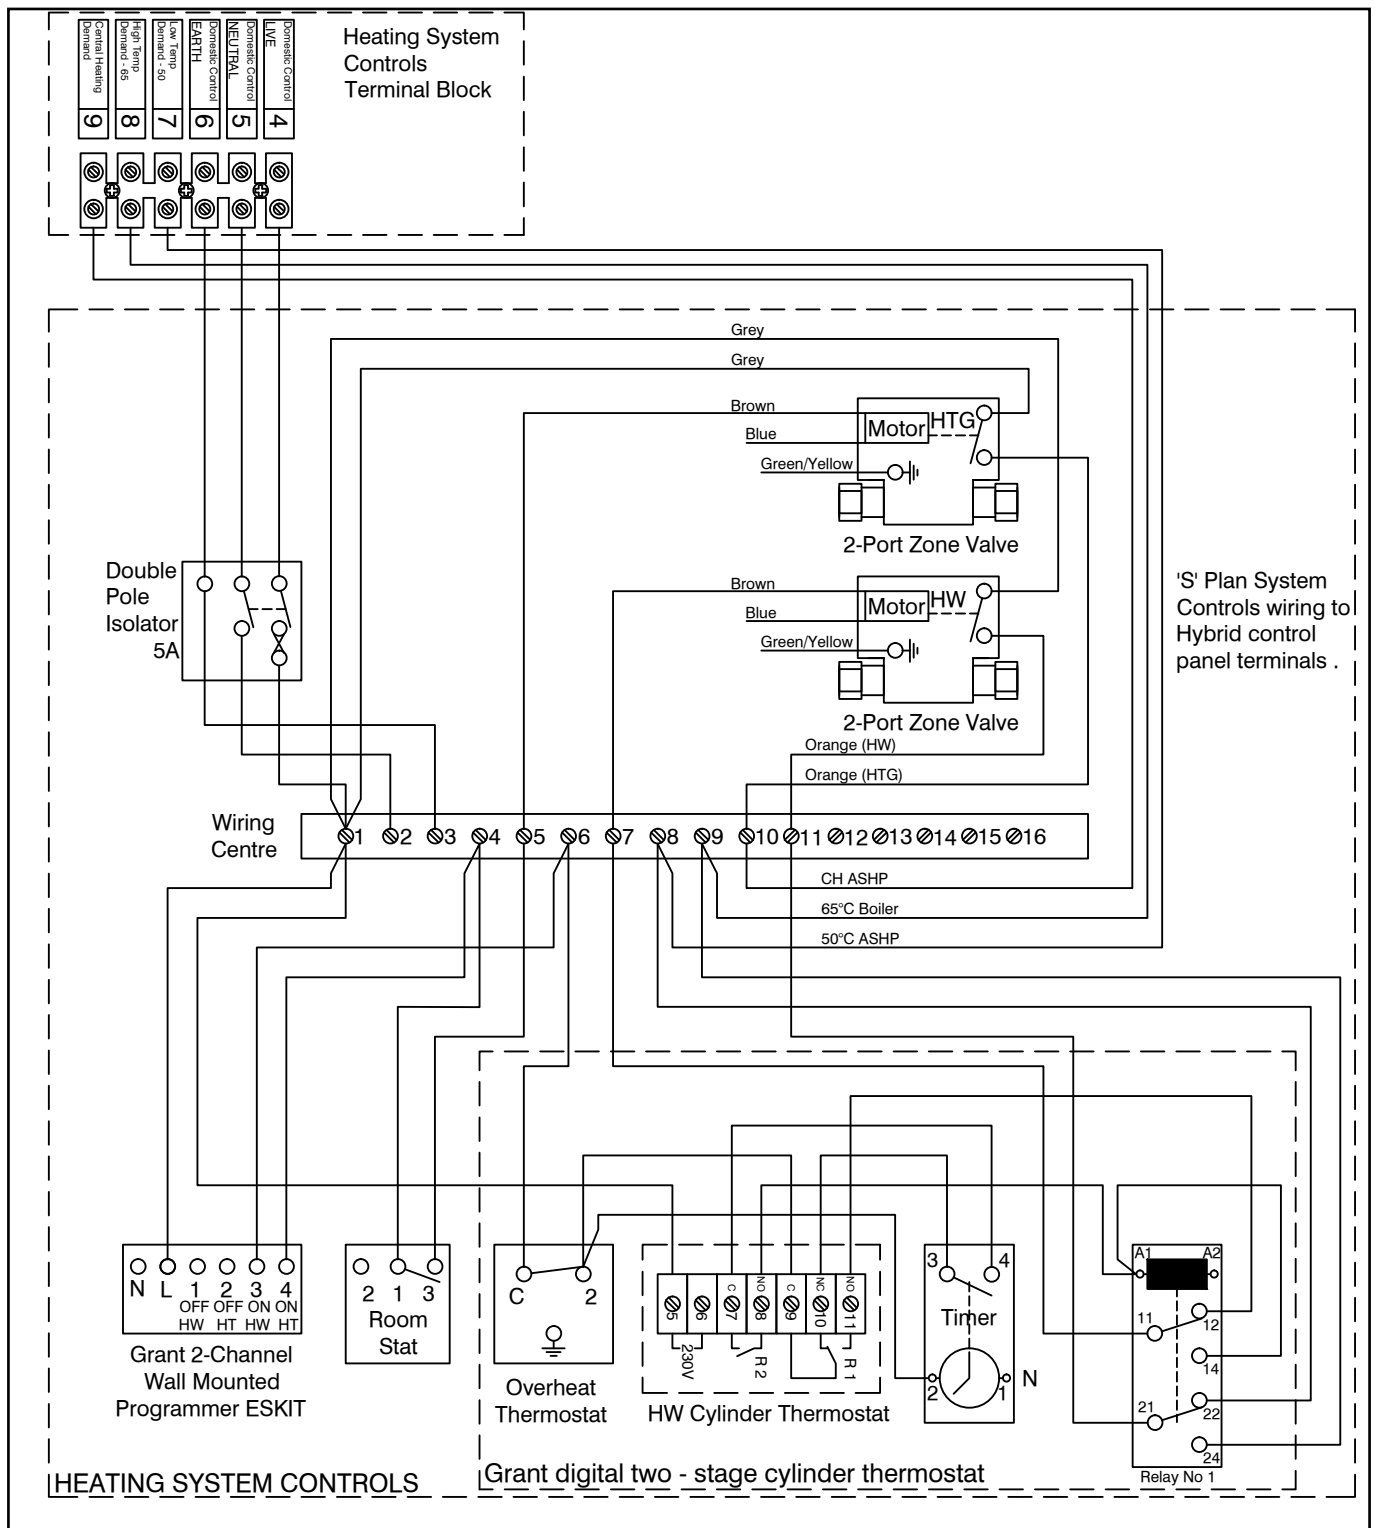 Central Heating
Demand
9
High Temp
Demand - 65
8
Low Temp
Demand - 50
7
Domestic Control
EARTH
6
Domestic Control
NEUTRAL
5
Domestic Control
LIVE
4
Heating System
Controls
Terminal Block
Grey
Grey
Brown
Blue
Green/Yellow
Motor
HTG
2-Port Zone Valve
Brown
Blue
Green/Yellow
Motor
HW
2-Port Zone Valve
Double
Pole
Isolator
5A
'S' Plan System
Controls wiring to
Hybrid control
panel terminals .
Orange (HW)
Orange (HTG)
Wiring
Centre
1 2 3 4 5 6 7 8 9 10 11 12 13 14 15 16
CH ASHP
65°C Boiler
50°C ASHP
N L 1 2 3 4
OFF OFF ON ON
HW HT HW HT
Grant 2-Channel
Wall Mounted
Programmer ESKIT
2 1 3
Room
Stat
C 2
Overheat
Thermostat
C NO C NC NO
5 6 7 8 9 10 11
230V
R 2
R 1
HW Cylinder Thermostat
3 4
Timer
2 1
N
A1 A2
11
12
14
21
22
24
Relay No 1
Grant digital two - stage cylinder thermostat
HEATING SYSTEM CONTROLS